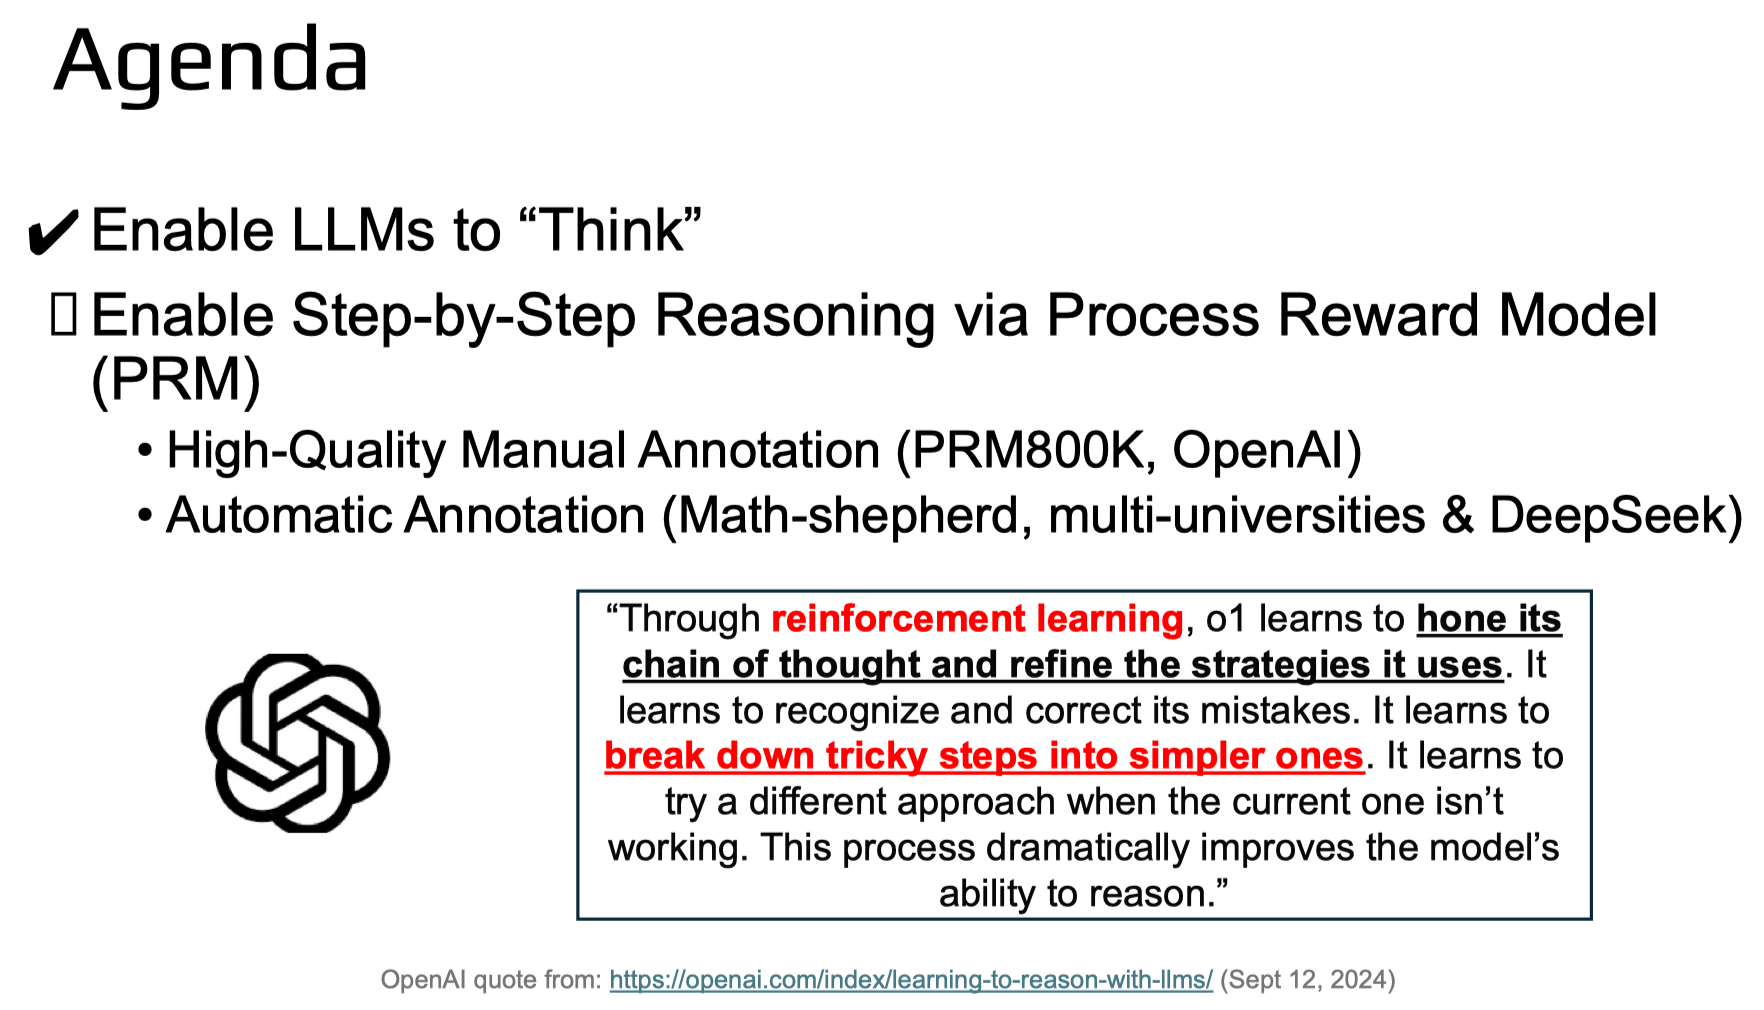 Agenda
✔ Enable LLMs to “Think”
▯ Enable Step-by-Step Reasoning via Process Reward Model
(PRM)
• High-Quality Manual Annotation (PRM800K, OpenAI)
• Automatic Annotation (Math-shepherd, multi-universities & DeepSeek)
“Through reinforcement learning, o1 learns to hone its
chain of thought and refine the strategies it uses. It
learns to recognize and correct its mistakes. It learns to
break down tricky steps into simpler ones. It learns to
try a different approach when the current one isn’t
working. This process dramatically improves the model’s
ability to reason.”
OpenAI quote from: https://openai.com/index/learning-to-reason-with-llms/ (Sept 12, 2024)